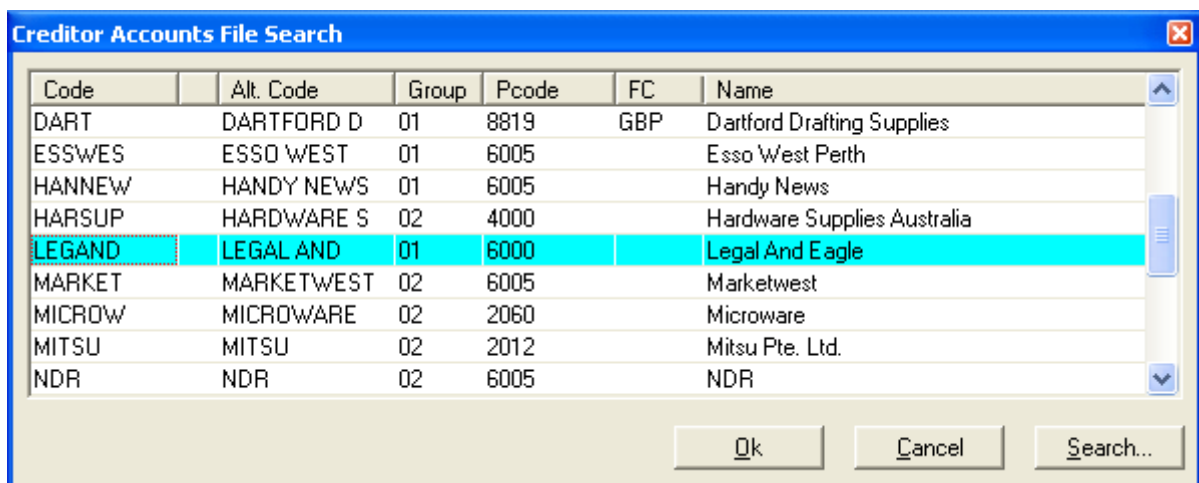 Creditor Accounts File Search
Code Alt. Code Group Pcode FC Name
DART DARTFORD D 01 8819 GBP Dartford Drafting Supplies
ESSWES ESSO WEST 01 6005 Esso West Perth
HANNEW HANDY NEWS 01 6005 Handy News
HARSUP HARDWARE S 02 4000 Hardware Supplies Australia
LEGAND LEGAL AND 01 6000 Legal And Eagle
MARKET MARKETWEST 02 6005 Marketwest
MICROW MICROWARE 02 2060 Microware
MITSU MITSU 02 2012 Mitsu Pte. Ltd.
NDR NDR 02 6005 NDR
Ok Cancel Search...